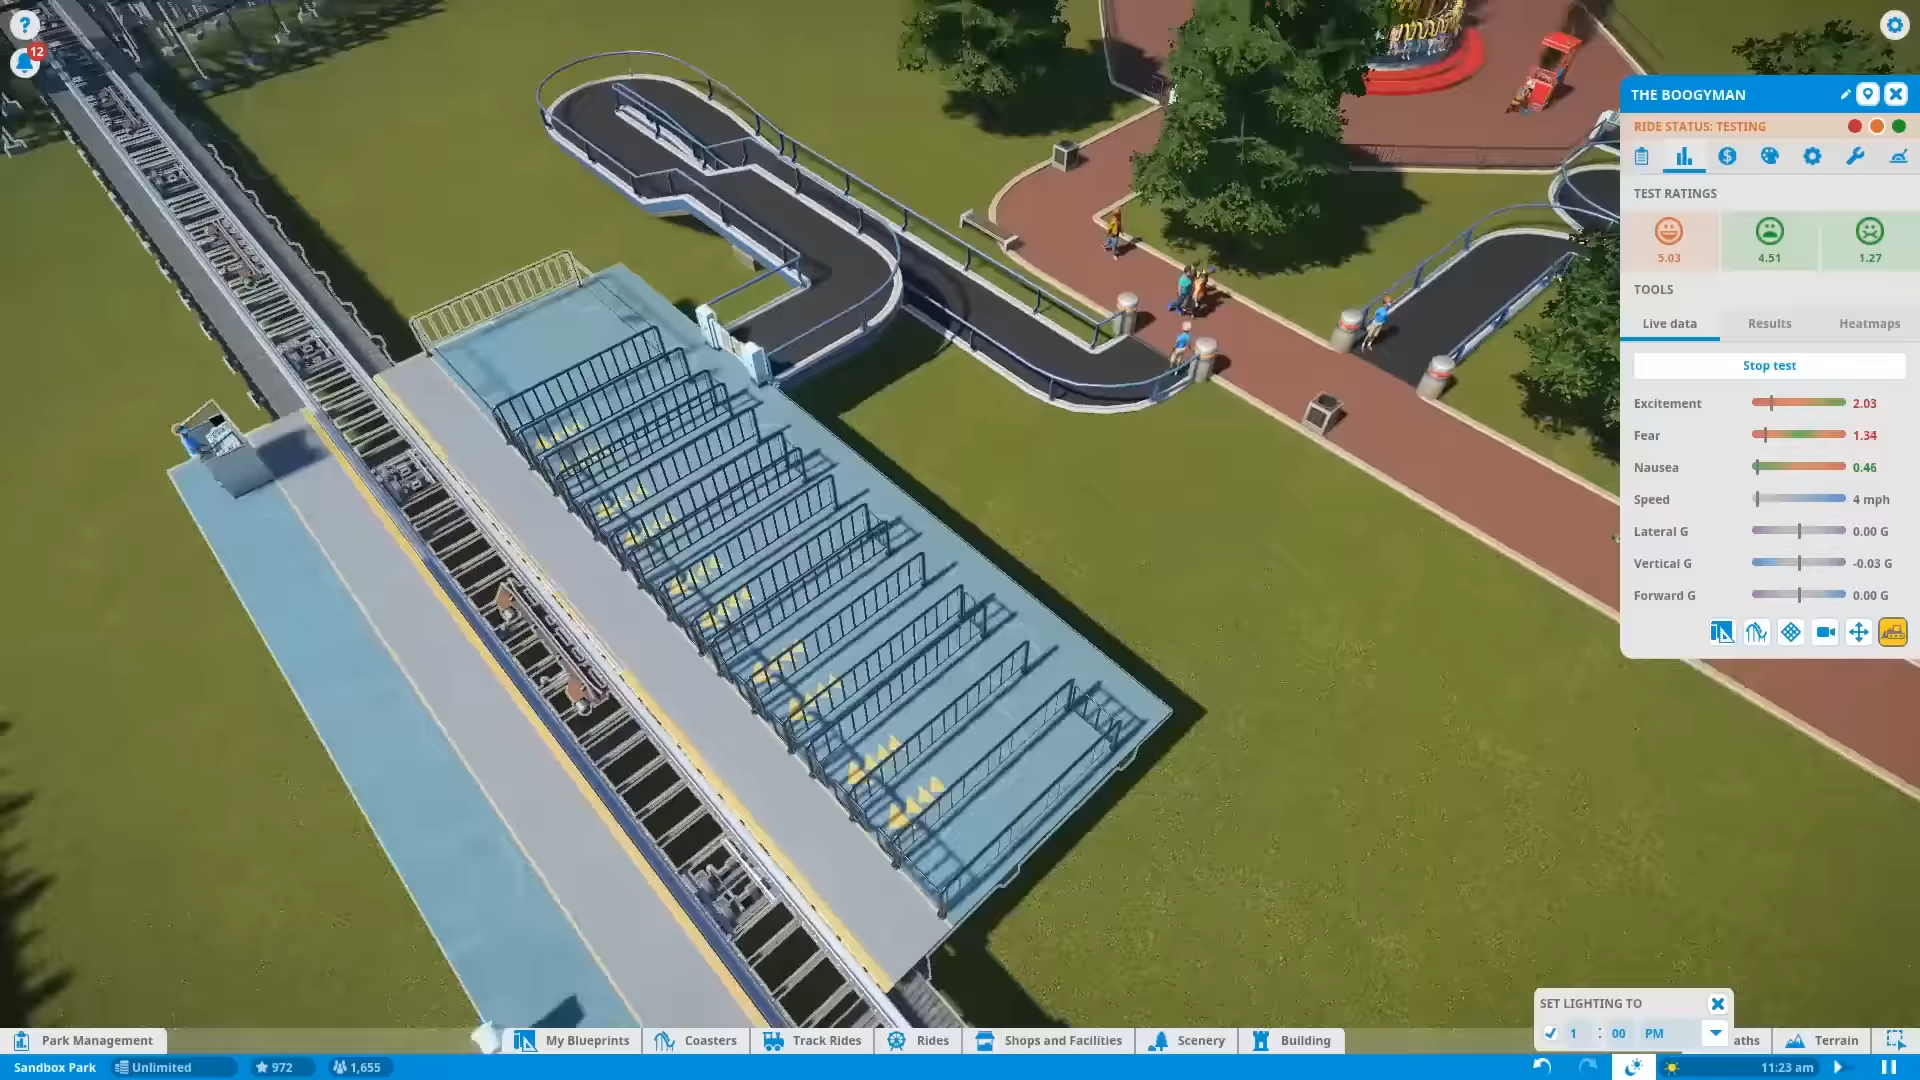 ?
12
THE BOOGYMAN
RIDE STATUS: TESTING
TEST RATINGS
5.03
4.51
1.27
TOOLS
Live data
Results
Heatmaps
Stop test
Excitement 2.03
Fear 1.34
Nausea 0.46
Speed 4 mph
Lateral G 0.00 G
Vertical G -0.03 G
Forward G 0.00 G
SET LIGHTING TO
1 : 00 PM
Park Management
My Blueprints
Coasters
Track Rides
Rides
Shops and Facilities
Scenery
Building
aths
Terrain
Sandbox Park
Unlimited
972
1,655
11:23 am